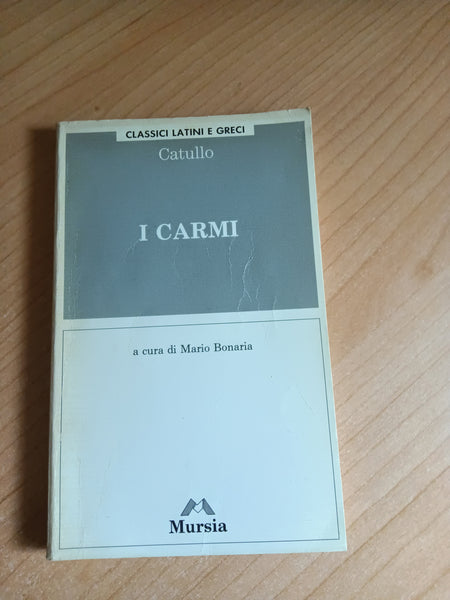 CLASSICI LATINI E GRECI
Catullo
I CARMI
a cura di Mario Bonaria
Mursia